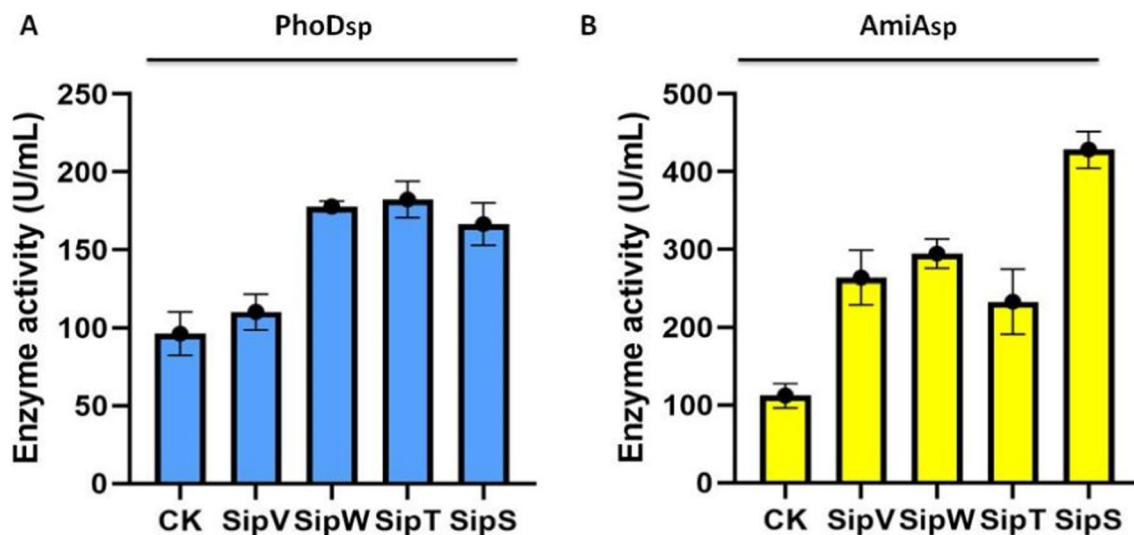 A
PhoDsp
Enzyme activity (U/mL)
250
200
150
100
50
0
CK SipV SipW SipT SipS
B
AmiAsp
Enzyme activity (U/mL)
500
400
300
200
100
0
CK SipV SipW SipT SipS